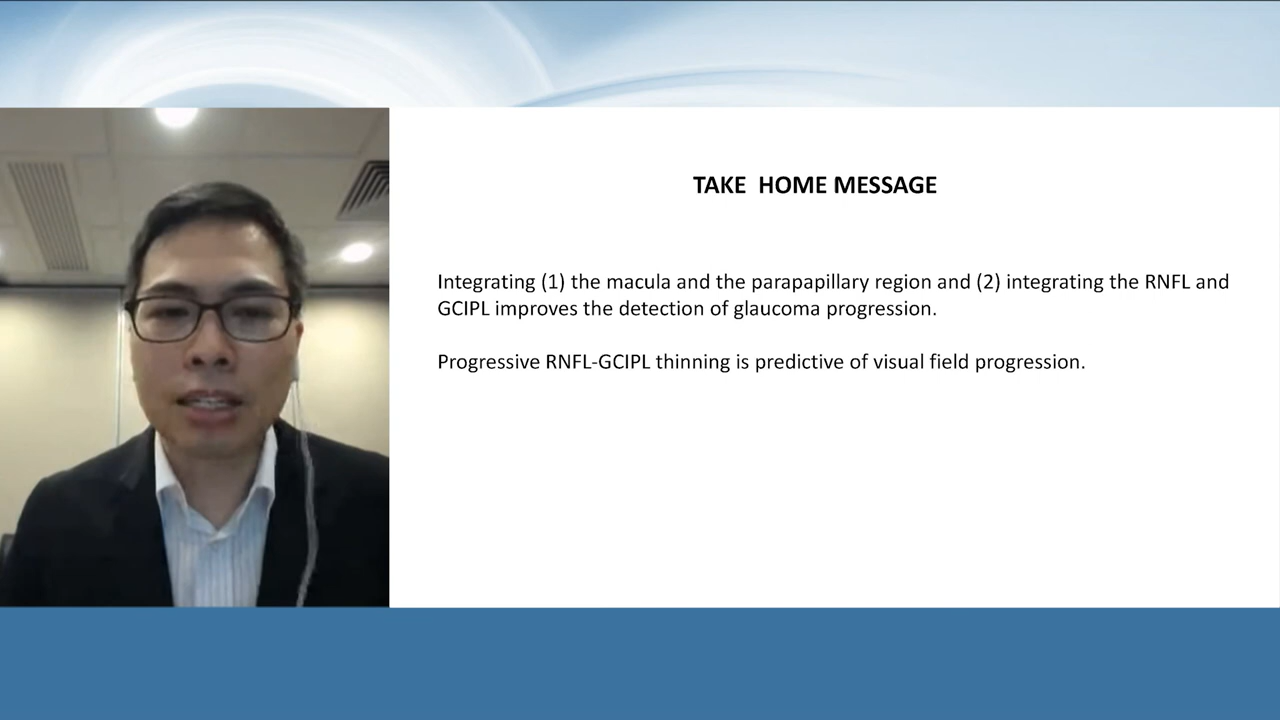 TAKE HOME MESSAGE
Integrating (1) the macula and the parapapillary region and (2) integrating the RNFL and
GCIPL improves the detection of glaucoma progression.
Progressive RNFL-GCIPL thinning is predictive of visual field progression.